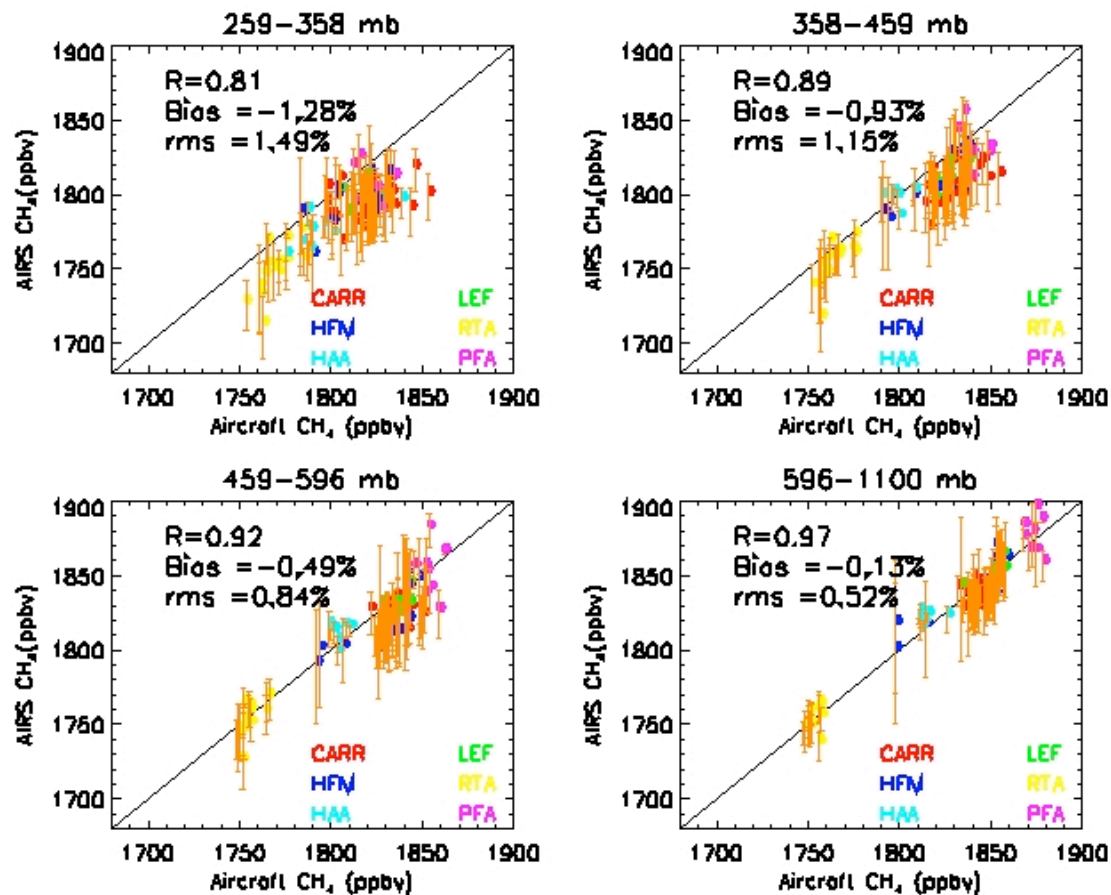 259-358 mb
R=0.81
Bias =-1.28%
rms =1.49%
CARR LEF
HFM RTA
HAA PFA
1900
1850
1800
1750
1700
AIRS CH₄(ppbv)
1700 1750 1800 1850 1900
Aircraft CH₄ (ppbv)
358-459 mb
R=0.89
Bias =-0.93%
rms =1.15%
CARR LEF
HFM RTA
HAA PFA
1900
1850
1800
1750
1700
AIRS CH₄(ppbv)
1700 1750 1800 1850 1900
Aircraft CH₄ (ppbv)
459-596 mb
R=0.92
Bias =-0.49%
rms =0.84%
CARR LEF
HFM RTA
HAA PFA
1900
1850
1800
1750
1700
AIRS CH₄(ppbv)
1700 1750 1800 1850 1900
Aircraft CH₄ (ppbv)
596-1100 mb
R=0.97
Bias =-0.13%
rms =0.52%
CARR LEF
HFM RTA
HAA PFA
1900
1850
1800
1750
1700
AIRS CH₄(ppbv)
1700 1750 1800 1850 1900
Aircraft CH₄ (ppbv)